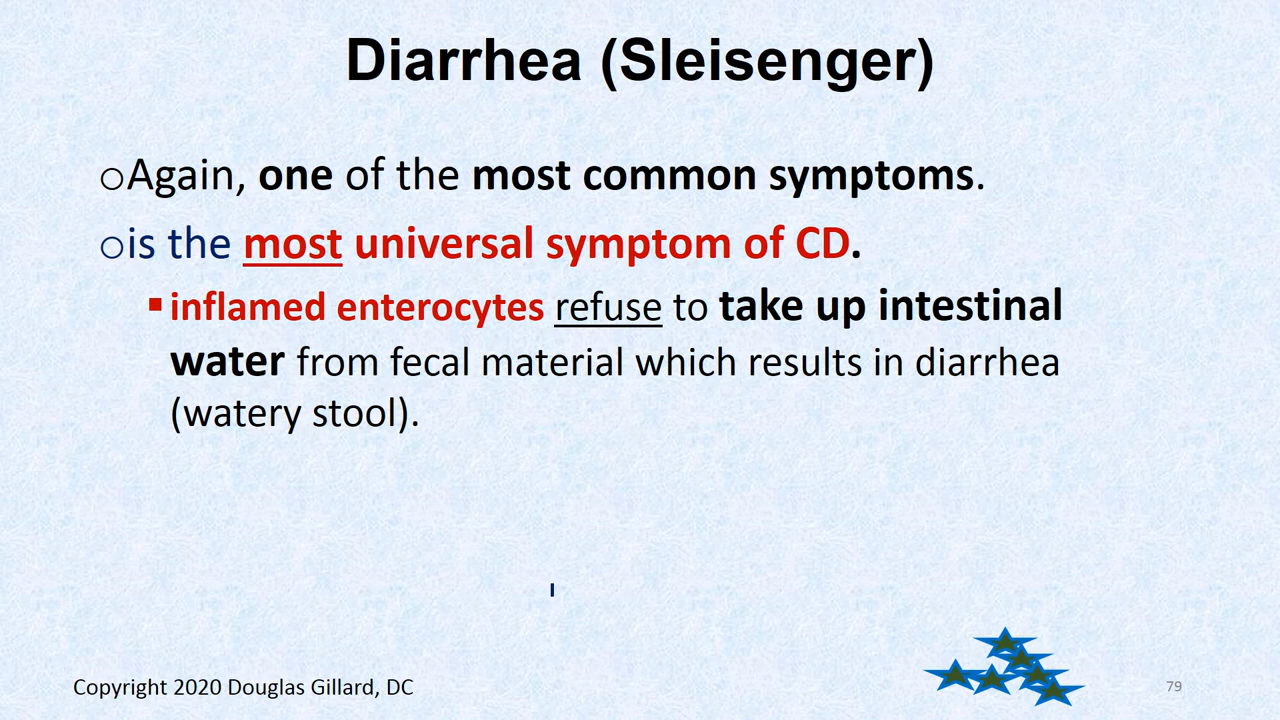 Diarrhea (Sleisenger)
oAgain, one of the most common symptoms.
ois the most universal symptom of CD.
▪inflamed enterocytes refuse to take up intestinal
water from fecal material which results in diarrhea
(watery stool).
Copyright 2020 Douglas Gillard, DC
79